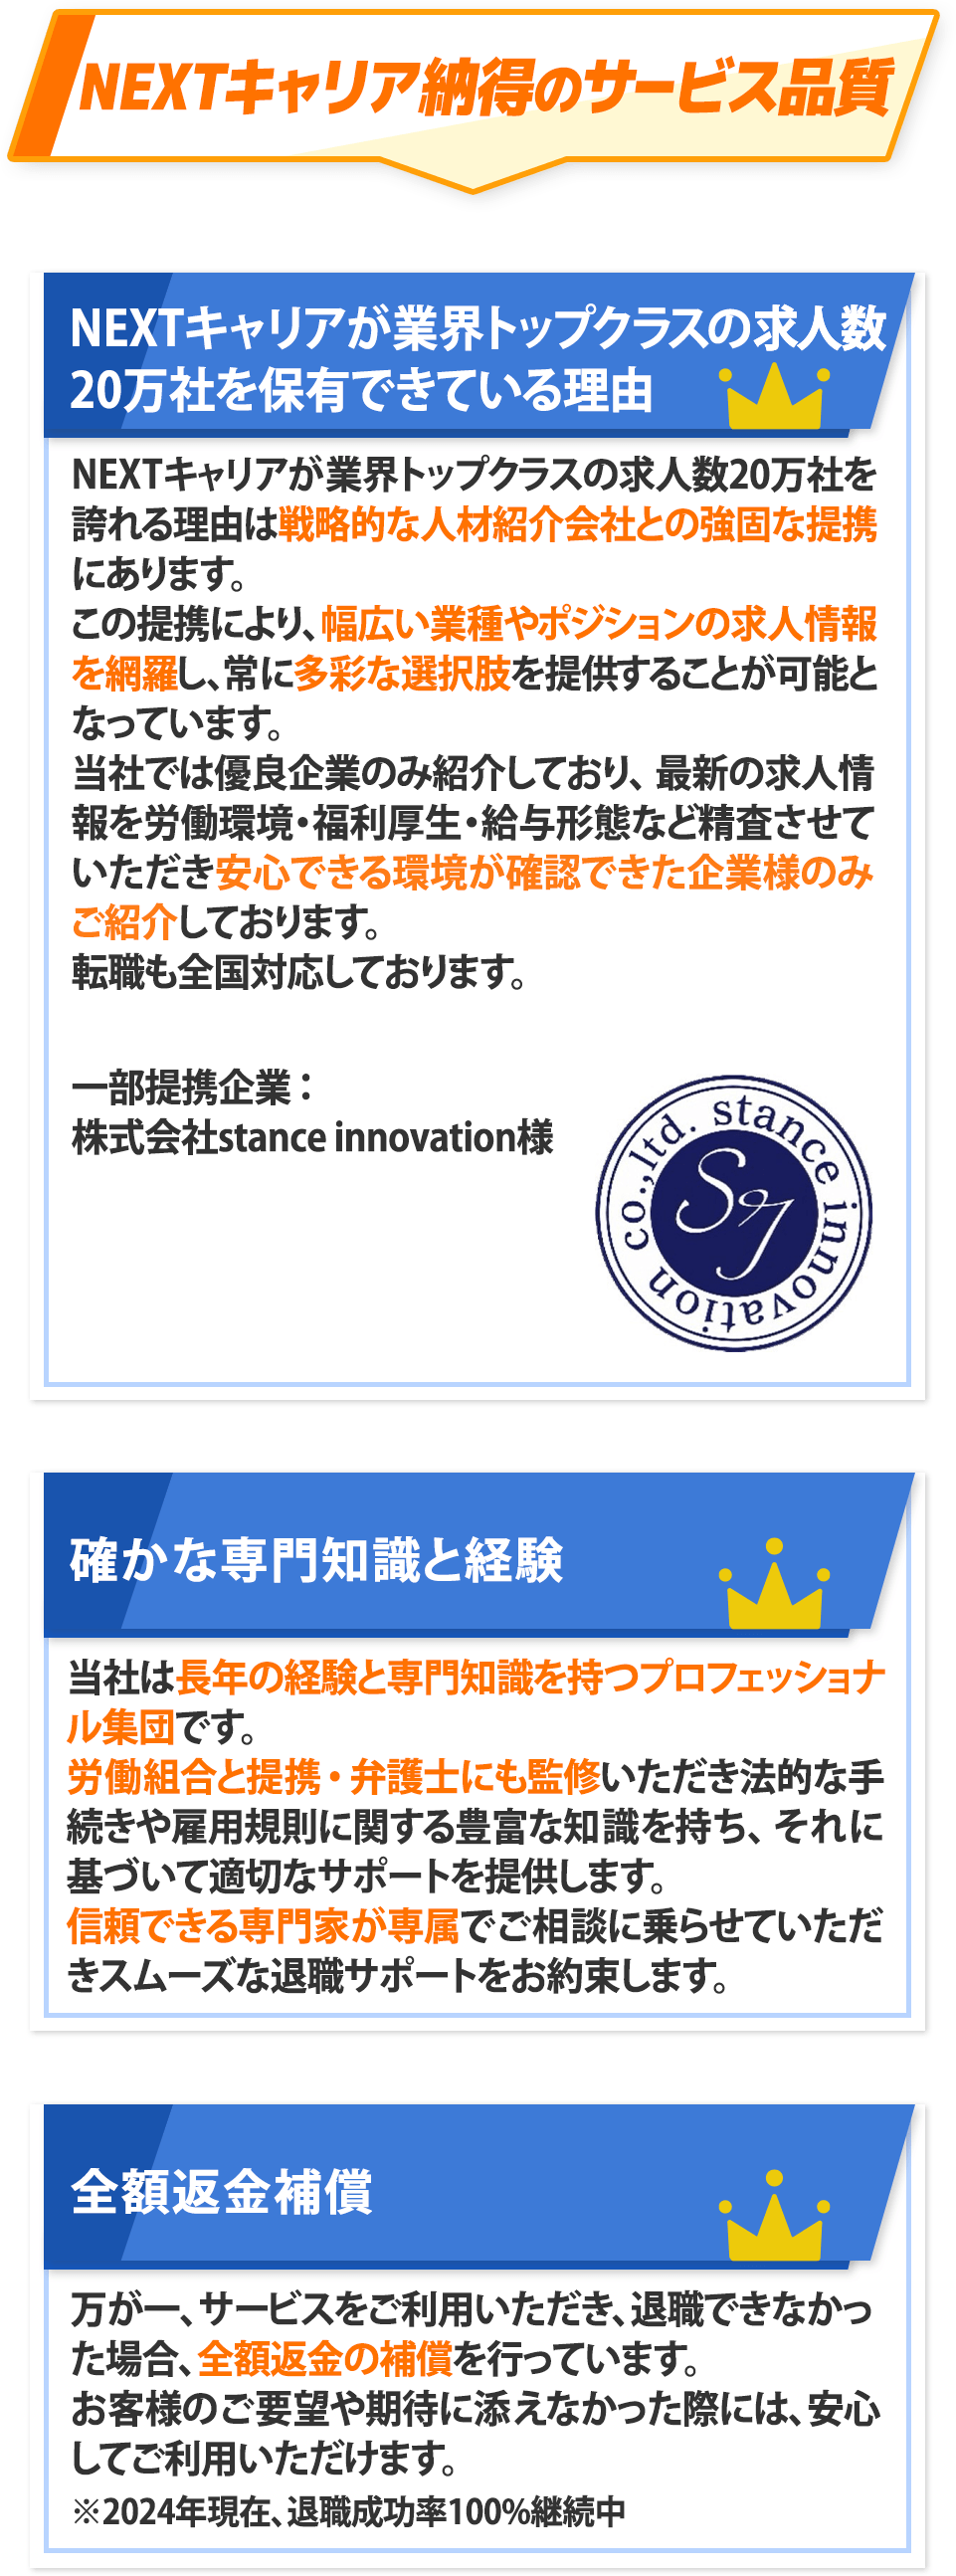 NEXTキャリア納得のサービス品質
NEXTキャリアが業界トップクラスの求人数
20万社を保有できている理由
NEXTキャリアが業界トップクラスの求人数20万社を
誇れる理由は戦略的な人材紹介会社との強固な提携
にあります。
この提携により、幅広い業種やポジションの求人情報
を網羅し、常に多彩な選択肢を提供することが可能と
なっています。
当社では優良企業のみ紹介しており、最新の求人情
報を労働環境・福利厚生・給与形態など精査させて
いただき安心できる環境が確認できた企業様のみ
ご紹介しております。
転職も全国対応しております。
一部提携企業：
株式会社stance innovation様
co.,ltd. stance innovation
SI
確かな専門知識と経験
当社は長年の経験と専門知識を持つプロフェッショナ
ル集団です。
労働組合と提携・弁護士にも監修いただき法的な手
続きや雇用規則に関する豊富な知識を持ち、それに
基づいて適切なサポートを提供します。
信頼できる専門家が専属でご相談に乗らせていただ
きスムーズな退職サポートをお約束します。
全額返金補償
万が一、サービスをご利用いただき、退職できなかっ
た場合、全額返金の補償を行っています。
お客様のご要望や期待に添えなかった際には、安心
してご利用いただけます。
※2024年現在、退職成功率100%継続中